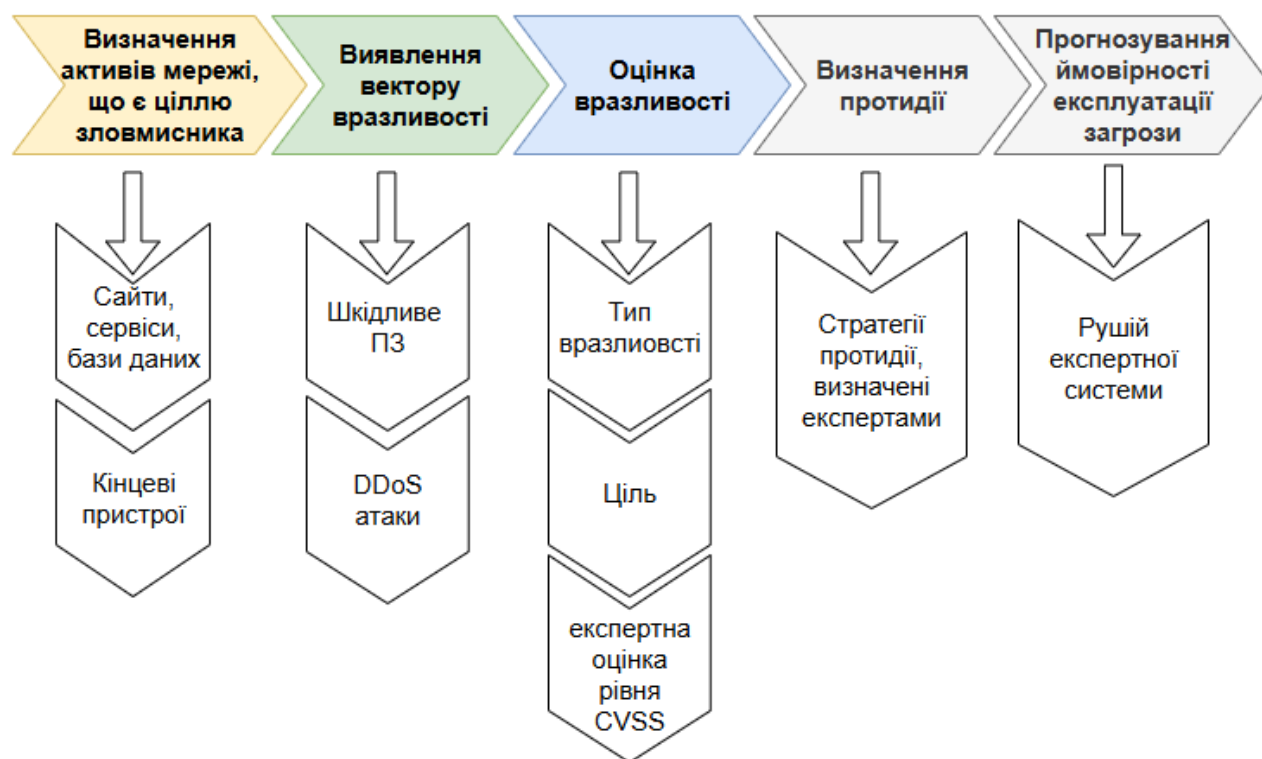 Визначення
активів мережі,
що є ціллю
зловмисника
Виявлення
вектору
вразливості
Оцінка
вразливості
Визначення
протидії
Прогнозування
ймовірності
експлуатації
загрози
Сайти,
сервіси,
бази даних
Кінцеві
пристрої
Шкідливе
ПЗ
DDoS
атаки
Тип
вразлиовсті
Ціль
експертна
оцінка
рівня
CVSS
Стратегії
протидії,
визначені
експертами
Рушій
експертної
системи